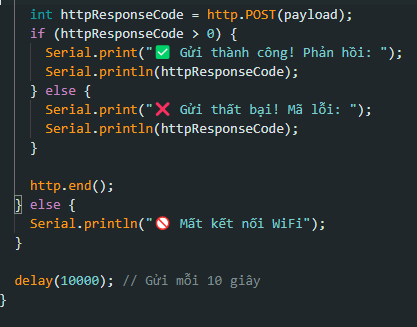 int httpResponseCode = http.POST(payload);
if (httpResponseCode > 0) {
Serial.print("✅ Gửi thành công! Phản hồi: ");
Serial.println(httpResponseCode);
} else {
Serial.print("❌ Gửi thất bại! Mã lỗi: ");
Serial.println(httpResponseCode);
}
http.end();
} else {
Serial.println("🚫 Mất kết nối WiFi");
}
delay(10000); // Gửi mỗi 10 giây
}